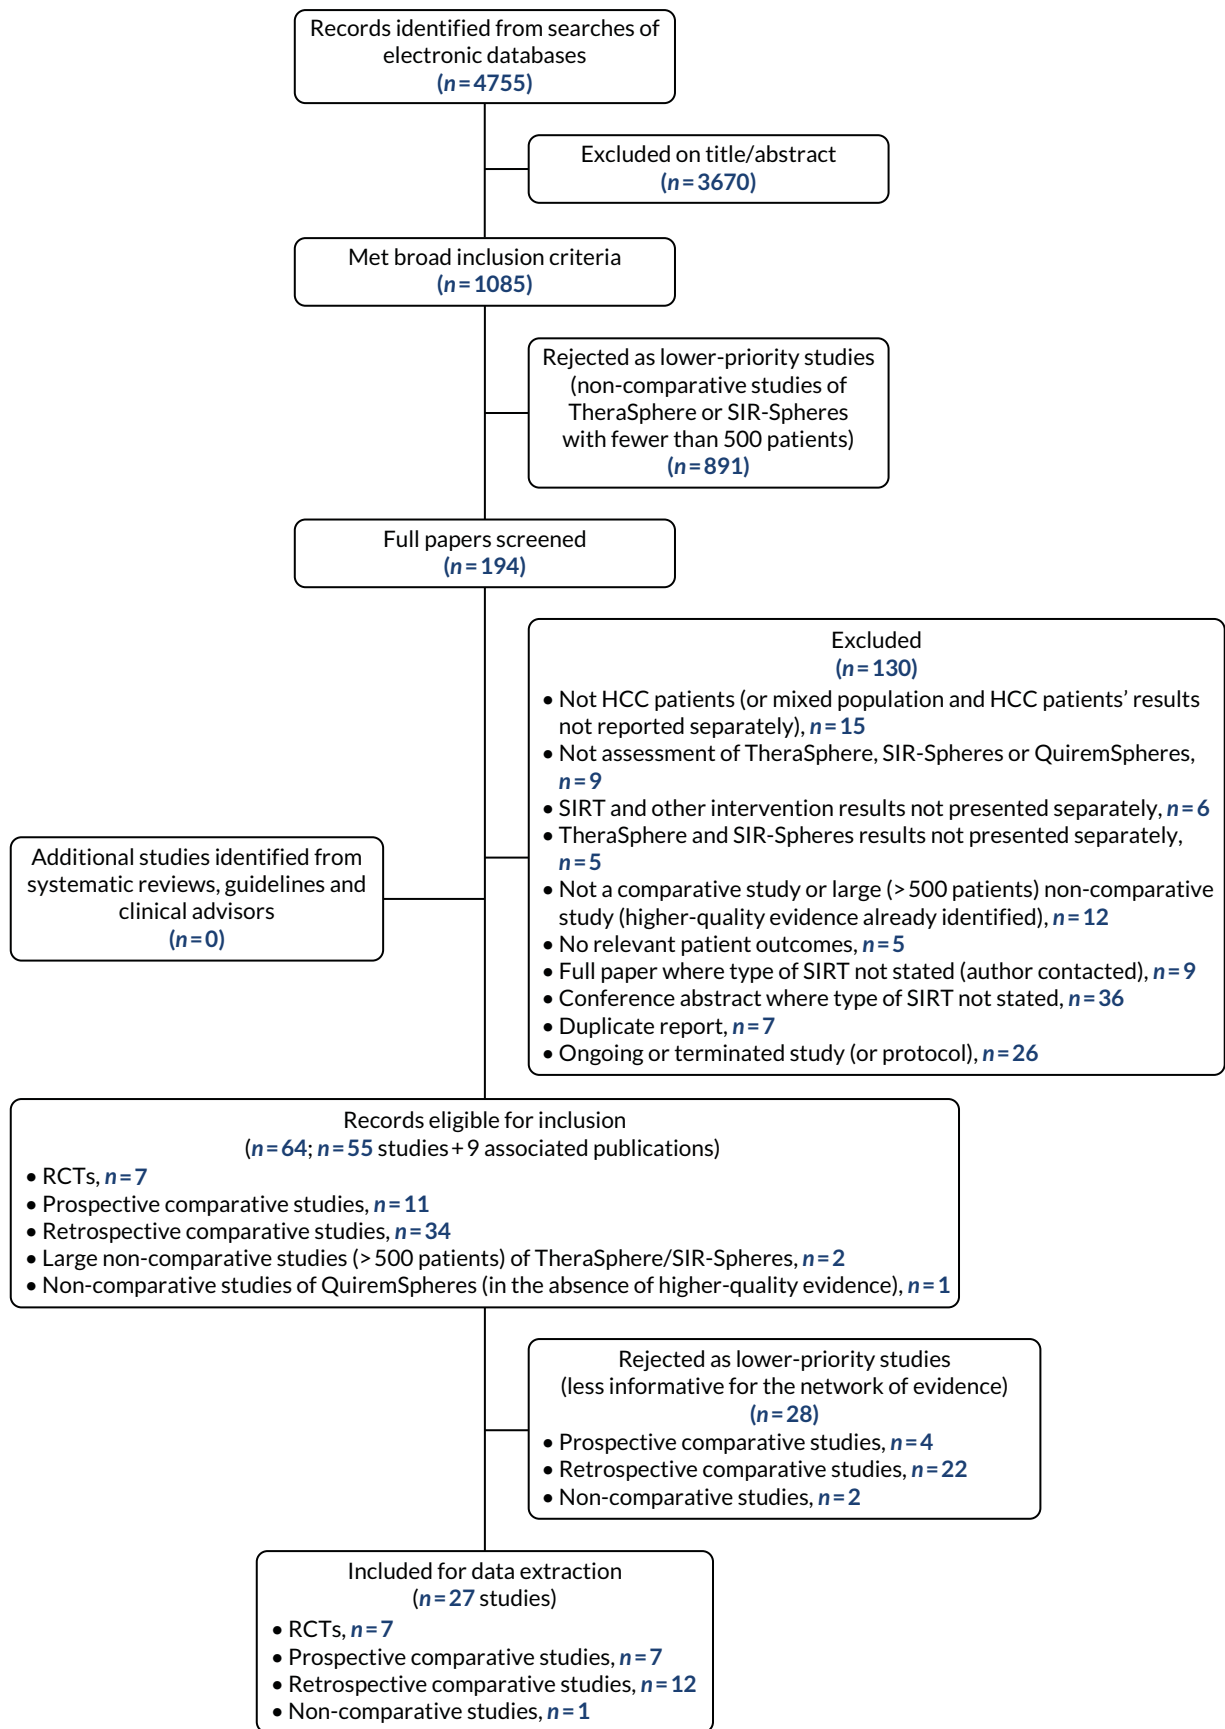 Records identified from searches of
electronic databases
(n=4755)
Excluded on title/abstract
(n=3670)
Met broad inclusion criteria
(n=1085)
Rejected as lower-priority studies
(non-comparative studies of
TheraSphere or SIR-Spheres
with fewer than 500 patients)
(n=891)
Full papers screened
(n=194)
Excluded
(n=130)
• Not HCC patients (or mixed population and HCC patients’ results
not reported separately), n=15
• Not assessment of TheraSphere, SIR-Spheres or QuiremSpheres,
n=9
• SIRT and other intervention results not presented separately, n=6
• TheraSphere and SIR-Spheres results not presented separately,
n=5
• Not a comparative study or large (>500 patients) non-comparative
study (higher-quality evidence already identified), n=12
• No relevant patient outcomes, n=5
• Full paper where type of SIRT not stated (author contacted), n=9
• Conference abstract where type of SIRT not stated, n=36
• Duplicate report, n=7
• Ongoing or terminated study (or protocol), n=26
Additional studies identified from
systematic reviews, guidelines and
clinical advisors
(n=0)
Records eligible for inclusion
(n=64; n=55 studies+9 associated publications)
• RCTs, n=7
• Prospective comparative studies, n=11
• Retrospective comparative studies, n=34
• Large non-comparative studies (>500 patients) of TheraSphere/SIR-Spheres, n=2
• Non-comparative studies of QuiremSpheres (in the absence of higher-quality evidence), n=1
Rejected as lower-priority studies
(less informative for the network of evidence)
(n=28)
• Prospective comparative studies, n=4
• Retrospective comparative studies, n=22
• Non-comparative studies, n=2
Included for data extraction
(n=27 studies)
• RCTs, n=7
• Prospective comparative studies, n=7
• Retrospective comparative studies, n=12
• Non-comparative studies, n=1